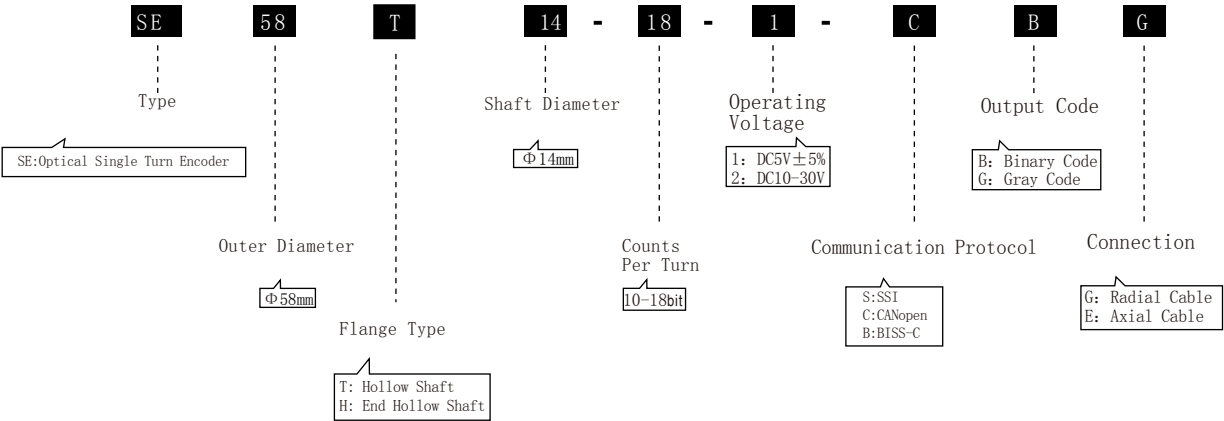 SE 58 T 14 - 18 - 1 - C B G
Type
SE:Optical Single Turn Encoder
Outer Diameter
Φ58mm
Flange Type
T: Hollow Shaft
H: End Hollow Shaft
Shaft Diameter
Φ14mm
Counts
Per Turn
10-18bit
Operating
Voltage
1: DC5V±5%
2: DC10-30V
Communication Protocol
S:SSI
C:CANopen
B:BISS-C
Output Code
B: Binary Code
G: Gray Code
Connection
G: Radial Cable
E: Axial Cable